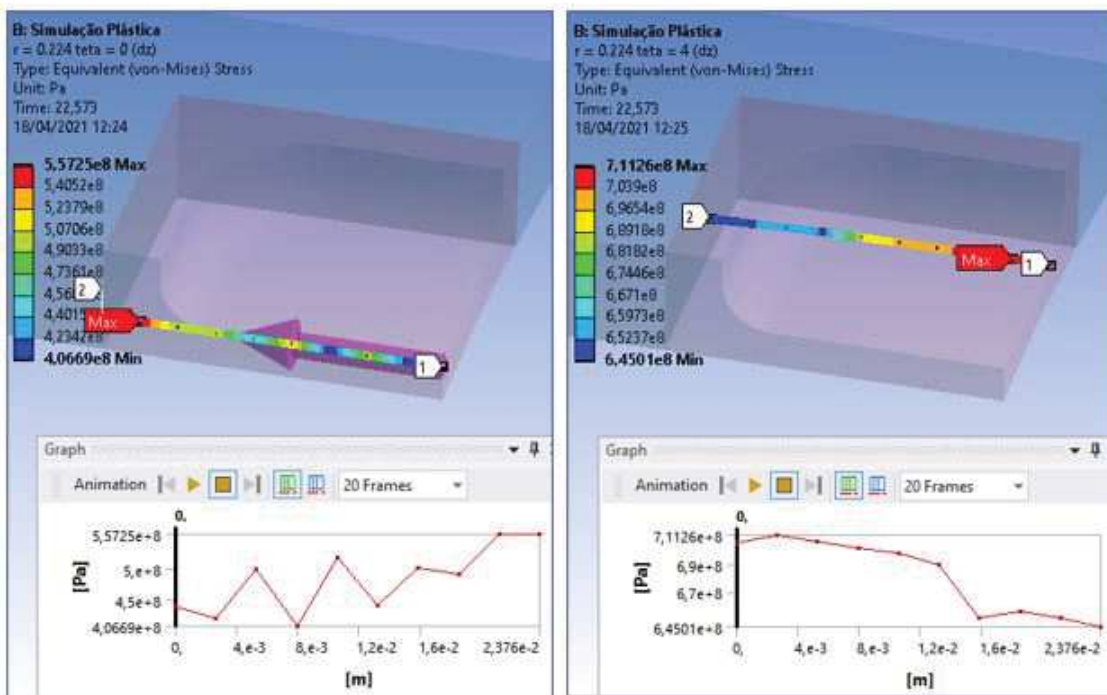 B: Simulação Plástica
r = 0.224 teta = 0 (dz)
Type: Equivalent (von-Mises) Stress
Unit: Pa
Time: 22,573
18/04/2021 12:24
5,5725e8 Max
5,4052e8
5,2379e8
5,0706e8
4,9033e8
4,7361e8
4,56
4,4015
4,2342
4,0669e8 Min
2
Max
1
Graph
Animation
20 Frames
0,
5,5725e+8
5,e+8
4,5e+8
4,0669e+8
[Pa]
0, 4,e-3 8,e-3 1,2e-2 1,6e-2 2,376e-2
[m]
B: Simulação Plástica
r = 0.224 teta = 4 (dz)
Type: Equivalent (von-Mises) Stress
Unit: Pa
Time: 22,573
18/04/2021 12:25
7,1126e8 Max
7,039e8
6,9654e8
6,8918e8
6,8182e8
6,7446e8
6,671e8
6,5973e8
6,5237e8
6,4501e8 Min
2
Max
1
Graph
Animation
20 Frames
0,
7,1126e+8
6,9e+8
6,7e+8
6,4501e+8
[Pa]
0, 4,e-3 8,e-3 1,2e-2 1,6e-2 2,376e-2
[m]